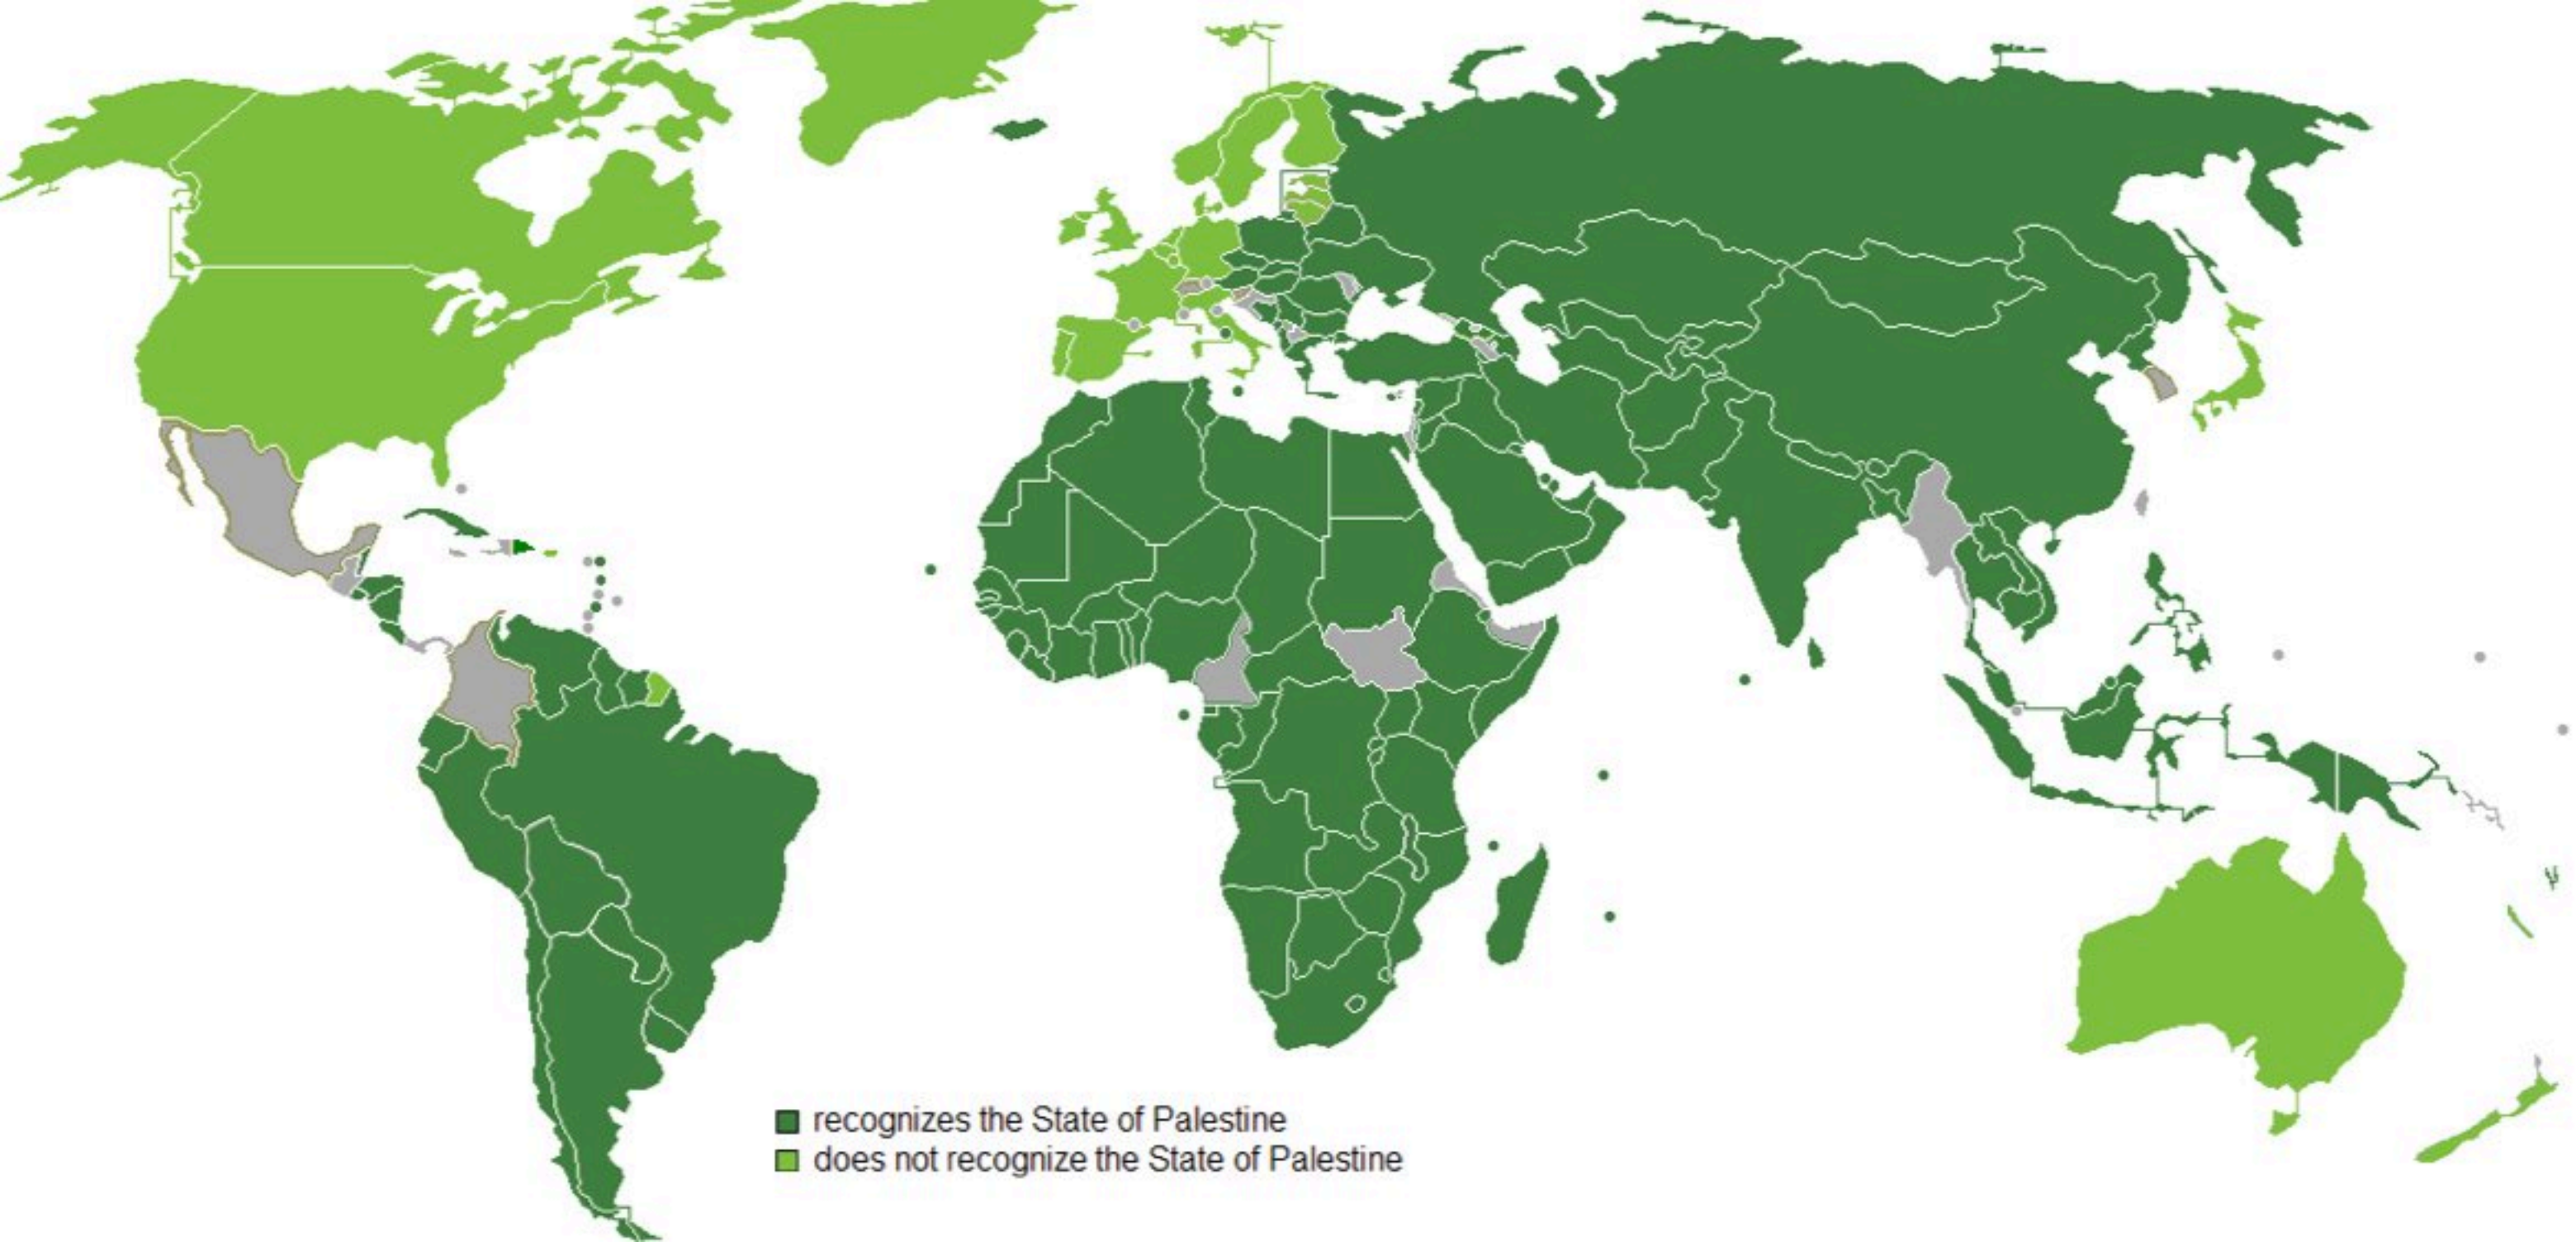 recognizes the State of Palestine
does not recognize the State of Palestine